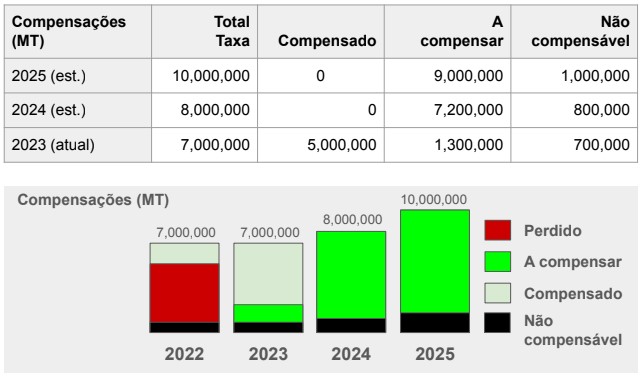 Compensações (MT) Total Taxa Compensado A compensar Não compensável
2025 (est.) 10,000,000 0 9,000,000 1,000,000
2024 (est.) 8,000,000 0 7,200,000 800,000
2023 (atual) 7,000,000 5,000,000 1,300,000 700,000
Compensações (MT)
7,000,000 7,000,000 8,000,000 10,000,000
Perdido
A compensar
Compensado
Não
compensável
2022 2023 2024 2025